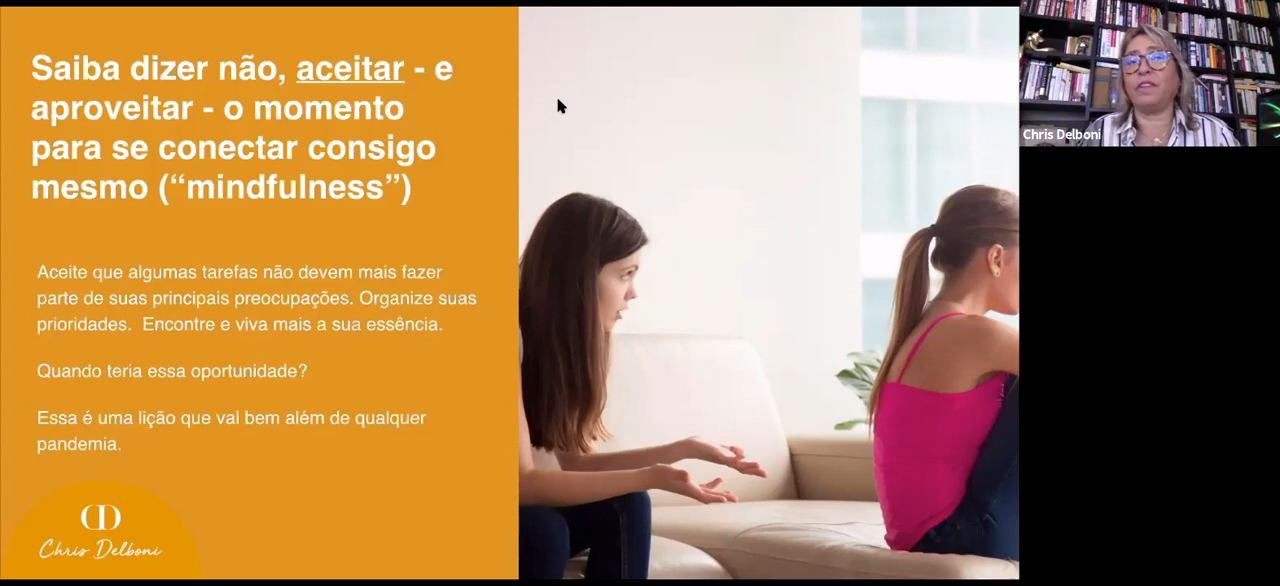 Saiba dizer não, aceitar - e
aproveitar - o momento
para se conectar consigo
mesmo (“mindfulness”)
Aceite que algumas tarefas não devem mais fazer
parte de suas principais preocupações. Organize suas
prioridades.  Encontre e viva mais a sua essência.
Quando teria essa oportunidade?
Essa é uma lição que vai bem além de qualquer
pandemia.
CD
Chris Delboni
Chris Delboni